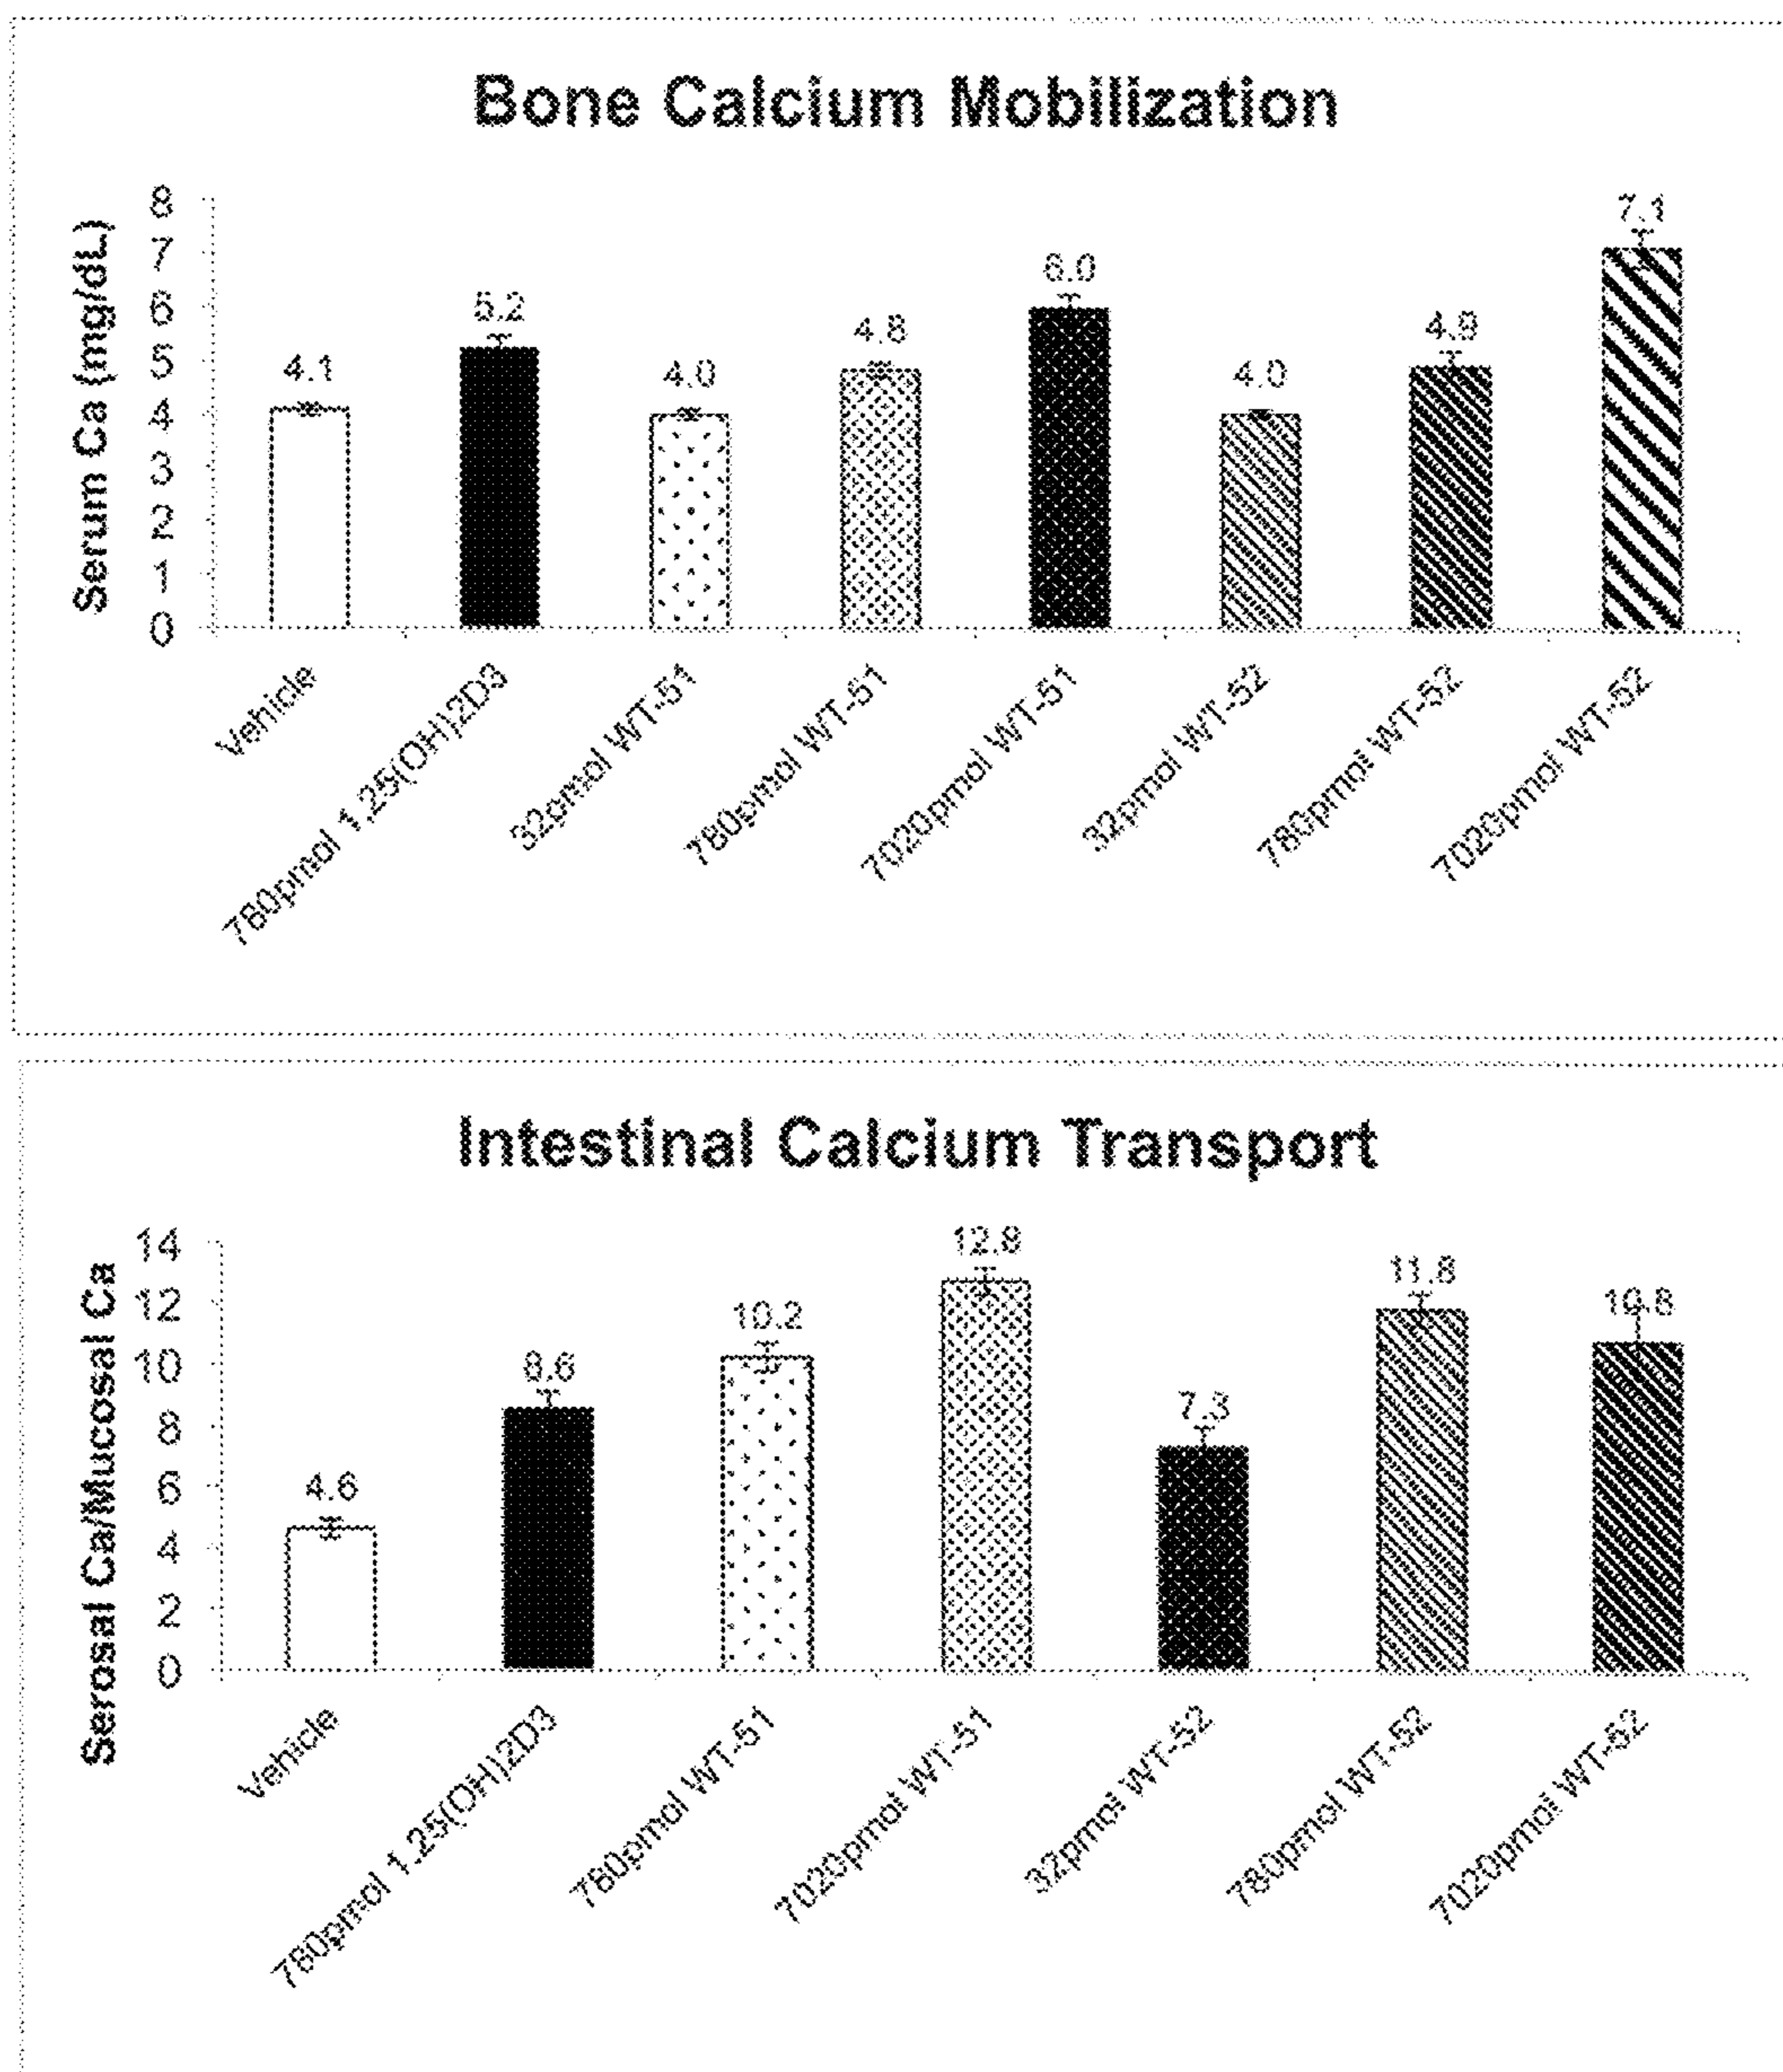 Bone Calcium Mobilization
Serum Ca (mg/dL)
8
7
6
5
4
3
2
1
0
4.1
5.2
4.0
4.8
6.0
4.0
4.9
7.1
Vehicle
780pmol 1,25(OH)2D3
32pmol WT-51
780pmol WT-51
7020pmol WT-51
32pmol WT-52
780pmol WT-52
7020pmol WT-52
Intestinal Calcium Transport
Serosal Ca/Mucosal Ca
14
12
10
8
6
4
2
0
4.6
8.6
10.2
12.8
7.3
11.8
10.8
Vehicle
780pmol 1,25(OH)2D3
780pmol WT-51
7020pmol WT-51
32pmol WT-52
780pmol WT-52
7020pmol WT-52